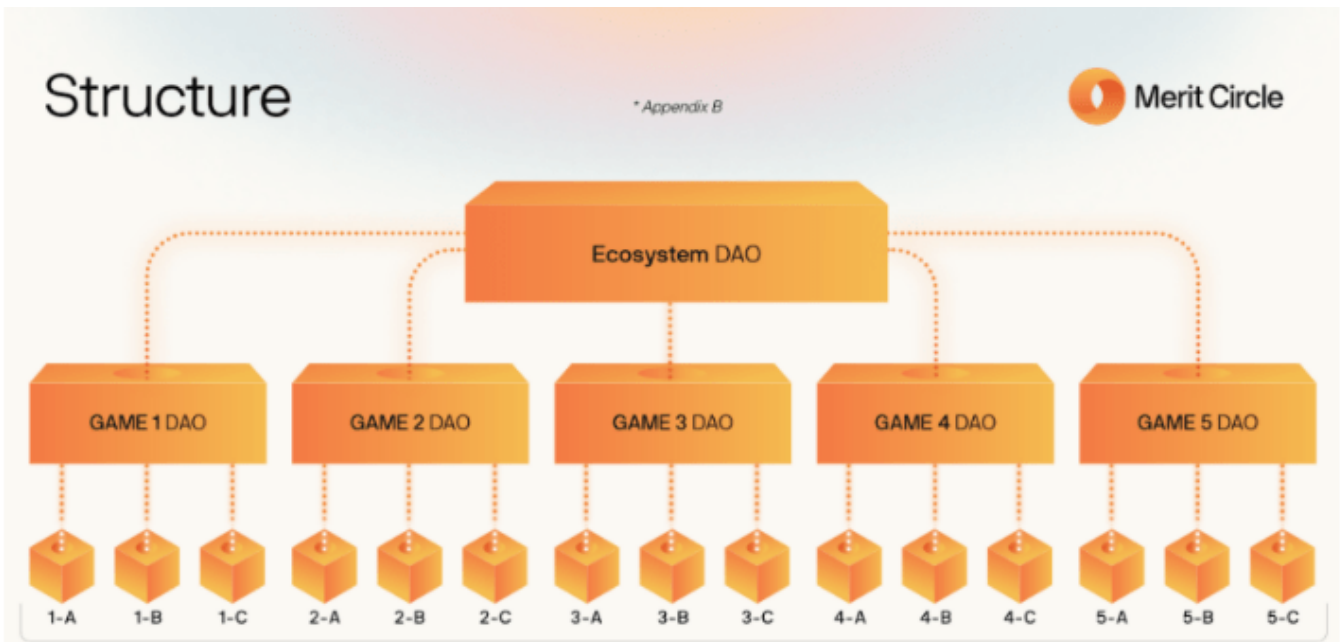 Structure
* Appendix B
Merit Circle
Ecosystem DAO
GAME 1 DAO
GAME 2 DAO
GAME 3 DAO
GAME 4 DAO
GAME 5 DAO
1-A
1-B
1-C
2-A
2-B
2-C
3-A
3-B
3-C
4-A
4-B
4-C
5-A
5-B
5-C